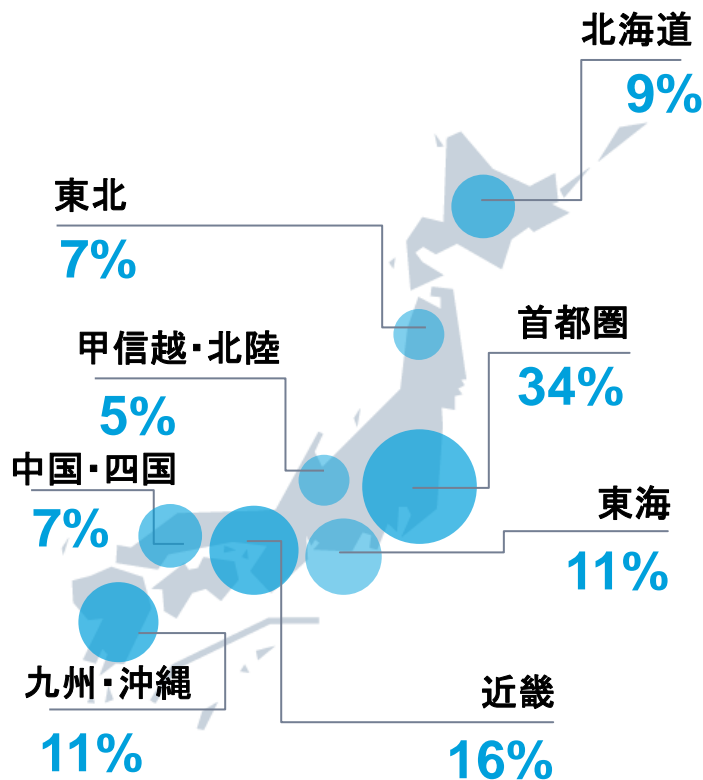 北海道
9%
東北
7%
首都圏
34%
甲信越・北陸
5%
中国・四国
7%
東海
11%
九州・沖縄
11%
近畿
16%